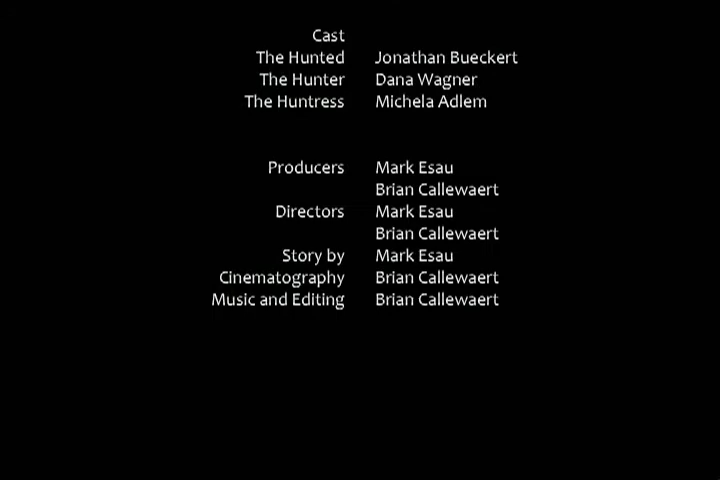 Cast
The Hunted Jonathan Bueckert
The Hunter Dana Wagner
The Huntress Michela Adlem
Producers Mark Esau
Brian Callewaert
Directors Mark Esau
Brian Callewaert
Story by Mark Esau
Cinematography Brian Callewaert
Music and Editing Brian Callewaert